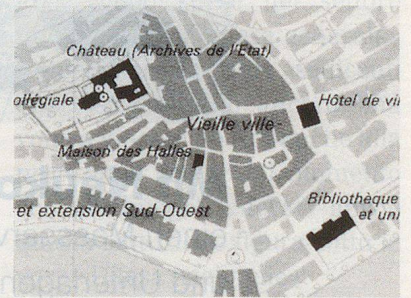 Château (Archives de l'Etat)
ollégiale
Hôtel de vil
Vieille ville
Maison des Halles
Bibliothèque
et uni
et extension Sud-Ouest